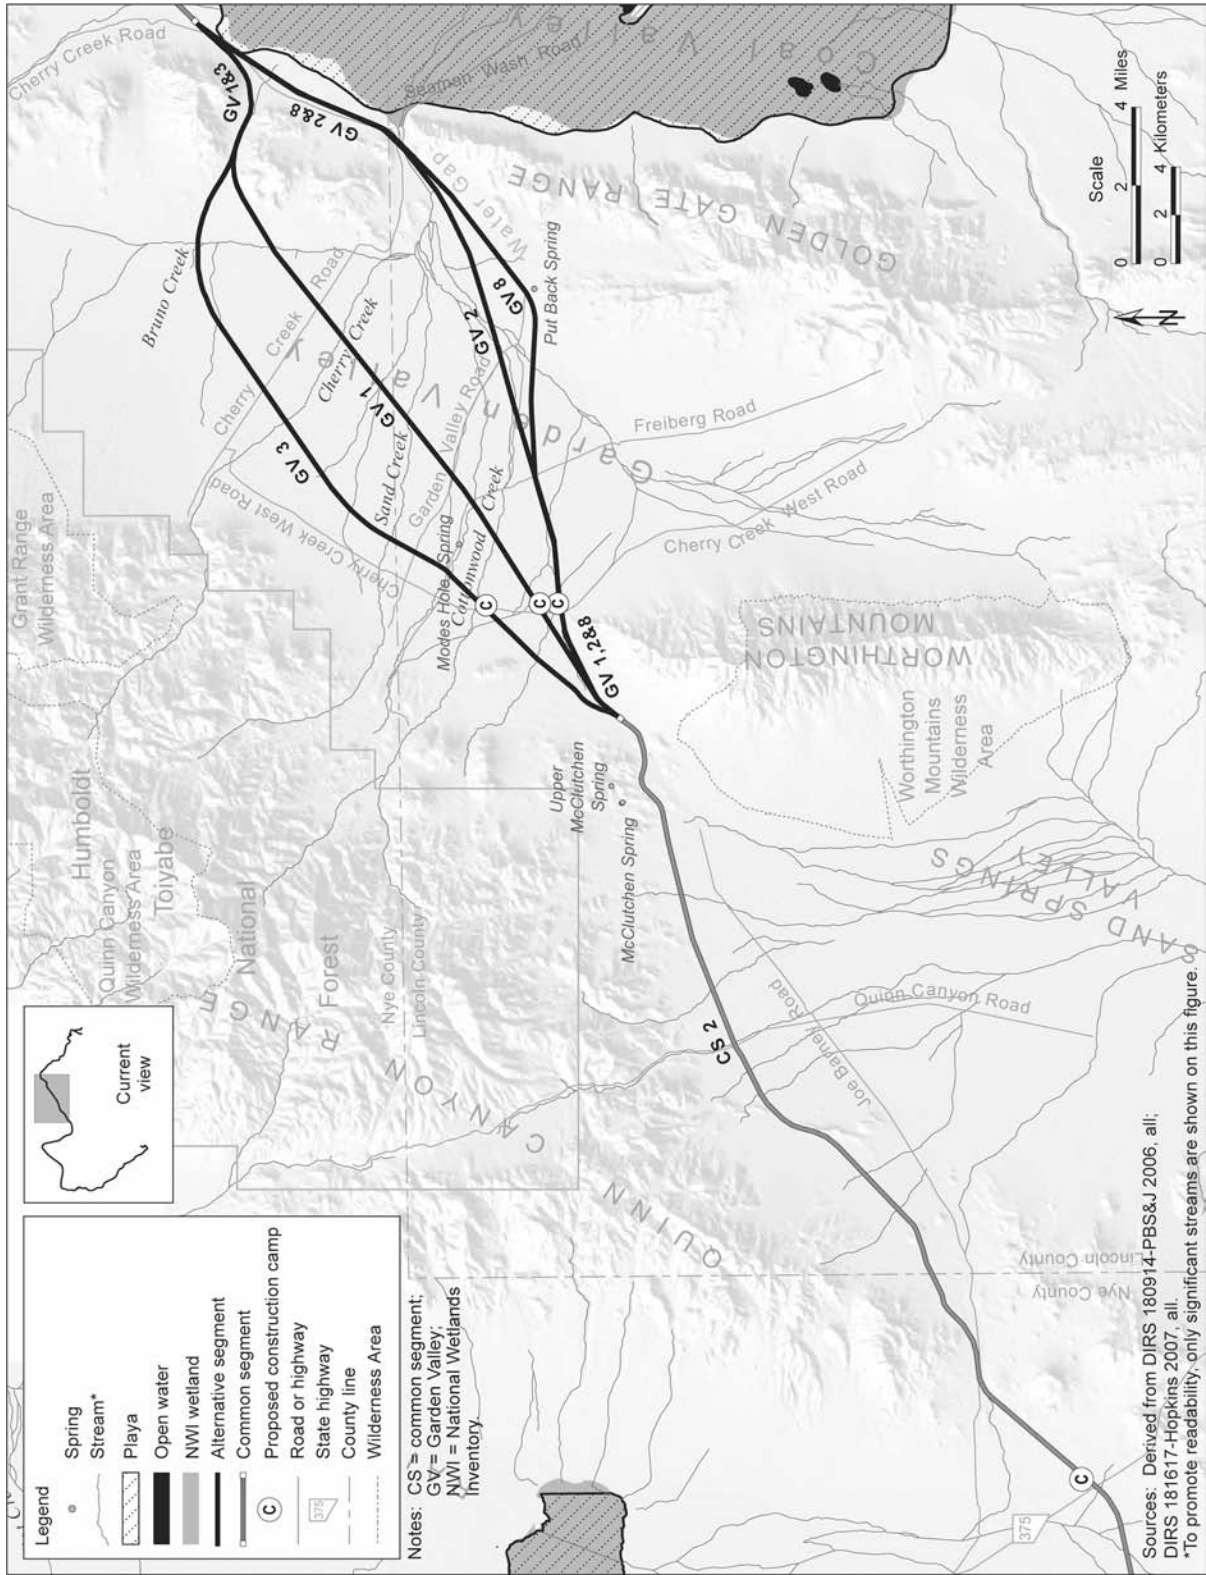 Legend
Spring
Stream*
Playa
Open water
NWI wetland
Alternative segment
Common segment
C
Proposed construction camp
Road or highway
375
State highway
County line
Wilderness Area
Notes: CS = common segment;
GV = Garden Valley;
NWI = National Wetlands
Inventory
Current
view
Humboldt
Toiyabe
National
Forest
Quinn Canyon
Wilderness Area
Grant Range
Wilderness Area
QUINN CANYON RANGE
Nye County
Lincoln County
Cherry Creek Road
GV 1&3
GV 2&8
Seaman Wash Road
Coal Valley
Water Gap
GOLDEN GATE RANGE
Bruno Creek
Cherry Creek Road
Cherry Creek
GV 3
GV 1
Sand Creek
Garden Valley Road
Garden Valley
GV 2
GV 8
Put Back Spring
Cherry Creek West Road
Modes Hole Spring
Cottonwood Creek
C
C
C
GV 1,2&8
Freiberg Road
Cherry Creek West Road
WORTHINGTON
MOUNTAINS
Worthington
Mountains
Wilderness
Area
Upper
McClutchen
Spring
McClutchen Spring
SAND SPRINGS
VALLEY
CS 2
Quinn Canyon Road
Joe Barney Road
Lincoln County
Nye County
C
375
Scale
0 2 4 Miles
0 2 4 Kilometers
N
Sources: Derived from DIRS 180914-PBS&J 2006, all;
DIRS 181617-Hopkins 2007, all.
*To promote readability, only significant streams are shown on this figure.